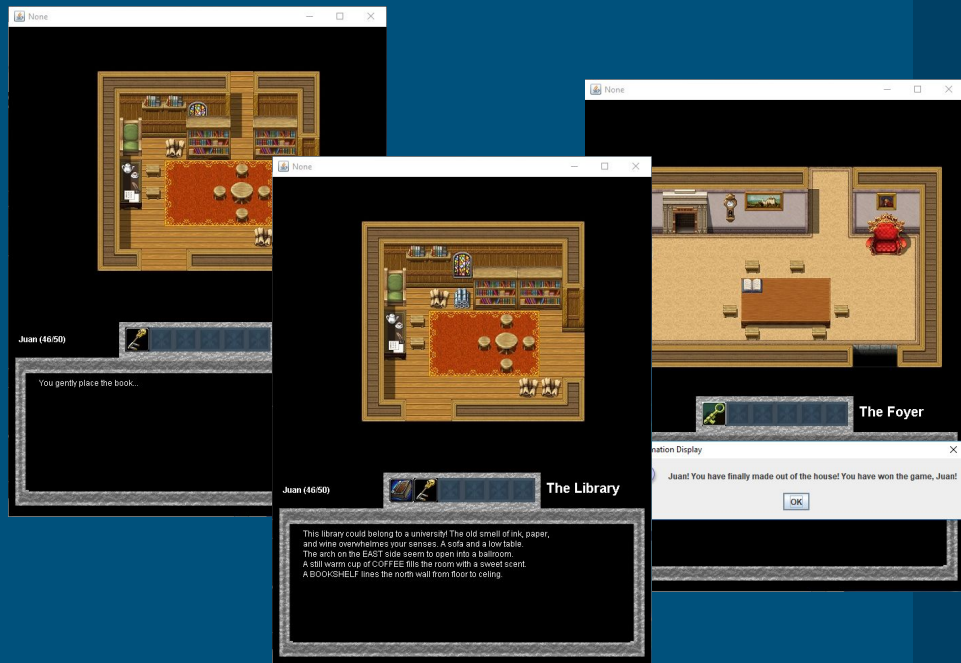 None
Juan (46/50)
You gently place the book...
None
Juan (46/50)
The Library
This library could belong to a university! The old smell of ink, paper,
and wine overwhelmes your senses. A sofa and a low table.
The arch on the EAST side seem to open into a ballroom.
A still warm cup of COFFEE fills the room with a sweet scent.
A BOOKSHELF lines the north wall from floor to celing.
None
The Foyer
mation Display
Juan! You have finally made out of the house! You have won the game, Juan!
OK